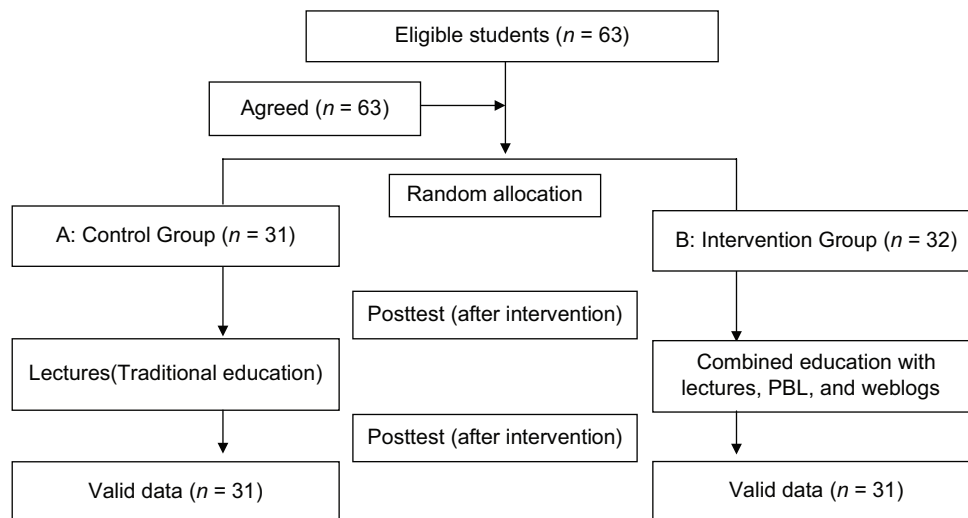 Eligible students (n = 63)
Agreed (n = 63)
Random allocation
A: Control Group (n = 31)
B: Intervention Group (n = 32)
Posttest (after intervention)
Lectures(Traditional education)
Combined education with
lectures, PBL, and weblogs
Posttest (after intervention)
Valid data (n = 31)
Valid data (n = 31)